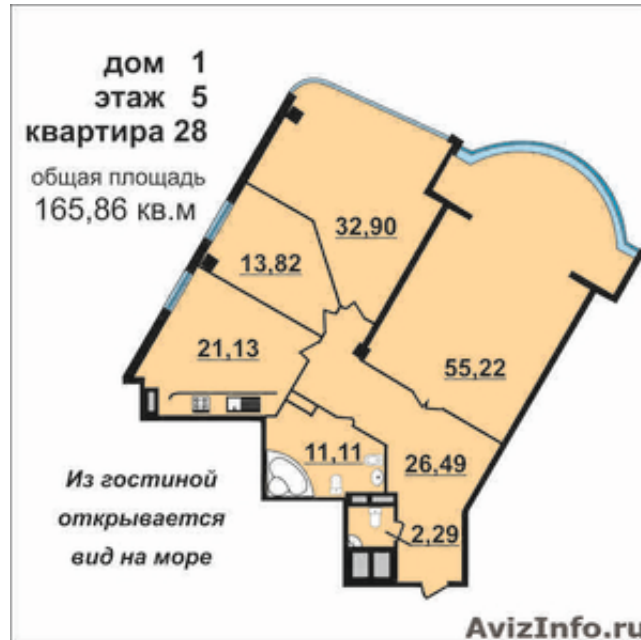 дом 1
этаж 5
квартира 28
общая площадь
165,86 кв.м
32,90
13,82
21,13
55,22
11,11
26,49
2,29
Из гостиной
открывается
вид на море
AvizInfo.ru